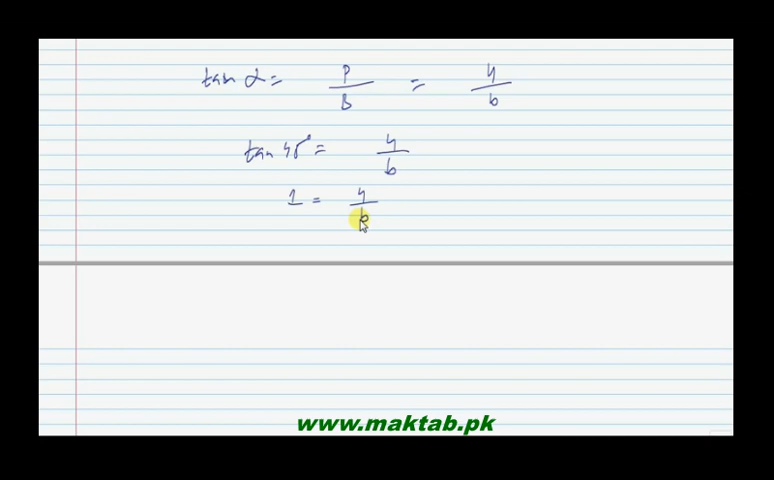 tan α = P/B = 4/b
tan 45° = 4/b
1 = 4/b
www.maktab.pk